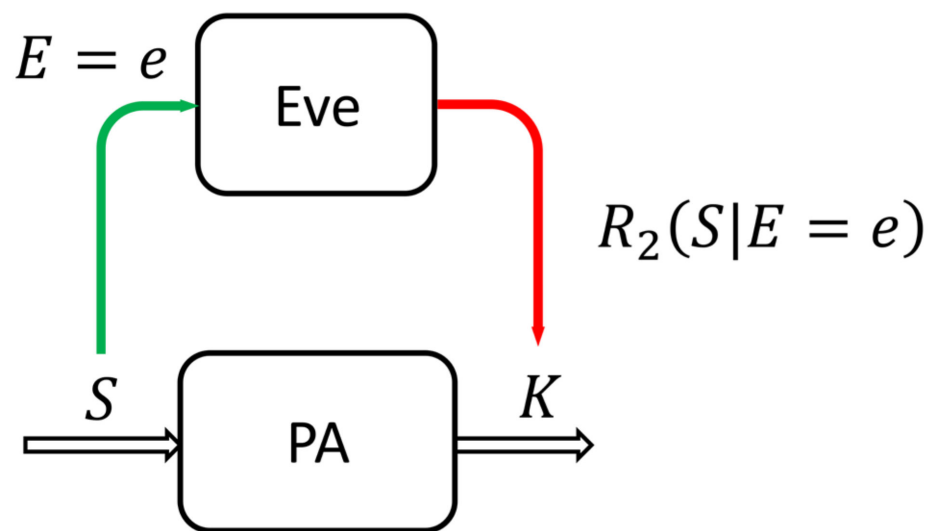 E = e
Eve
R₂(S|E = e)
S
K
PA